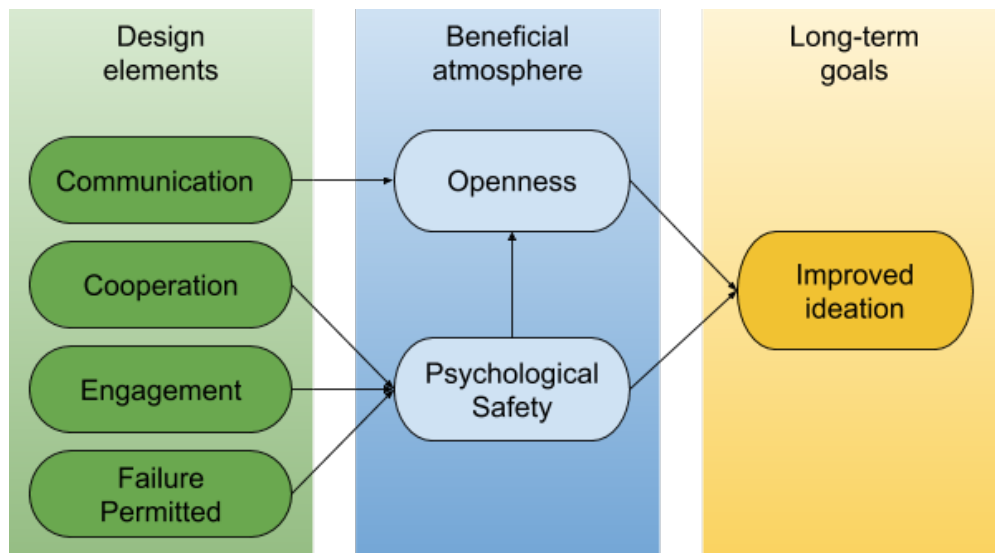 Design
elements
Beneficial
atmosphere
Long-term
goals
Communication
Openness
Cooperation
Improved
ideation
Engagement
Psychological
Safety
Failure
Permitted